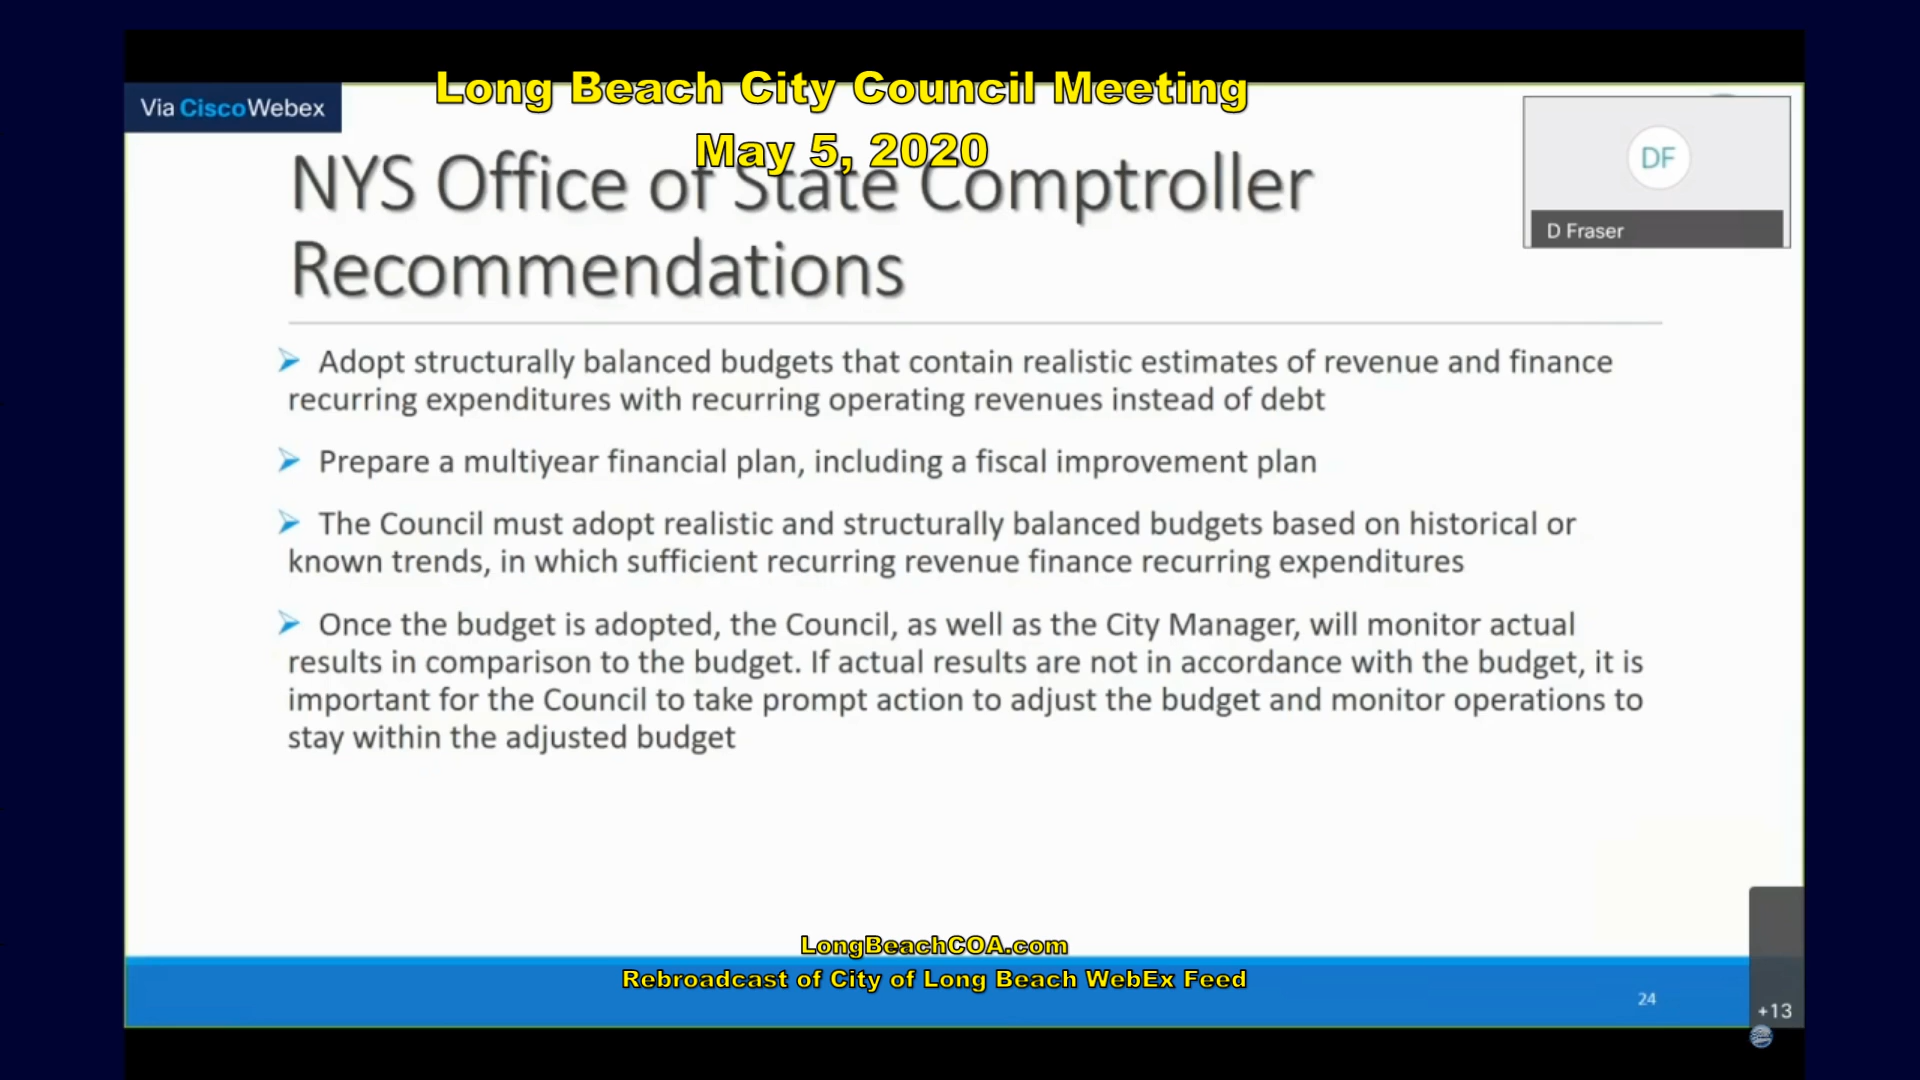 Long Beach City Council Meeting
May 5, 2020
Via CiscoWebex
DF
D Fraser
NYS Office of State Comptroller
Recommendations
Adopt structurally balanced budgets that contain realistic estimates of revenue and finance
recurring expenditures with recurring operating revenues instead of debt
Prepare a multiyear financial plan, including a fiscal improvement plan
The Council must adopt realistic and structurally balanced budgets based on historical or
known trends, in which sufficient recurring revenue finance recurring expenditures
Once the budget is adopted, the Council, as well as the City Manager, will monitor actual
results in comparison to the budget. If actual results are not in accordance with the budget, it is
important for the Council to take prompt action to adjust the budget and monitor operations to
stay within the adjusted budget
LongBeachCOA.com
Rebroadcast of City of Long Beach WebEx Feed
24
+13